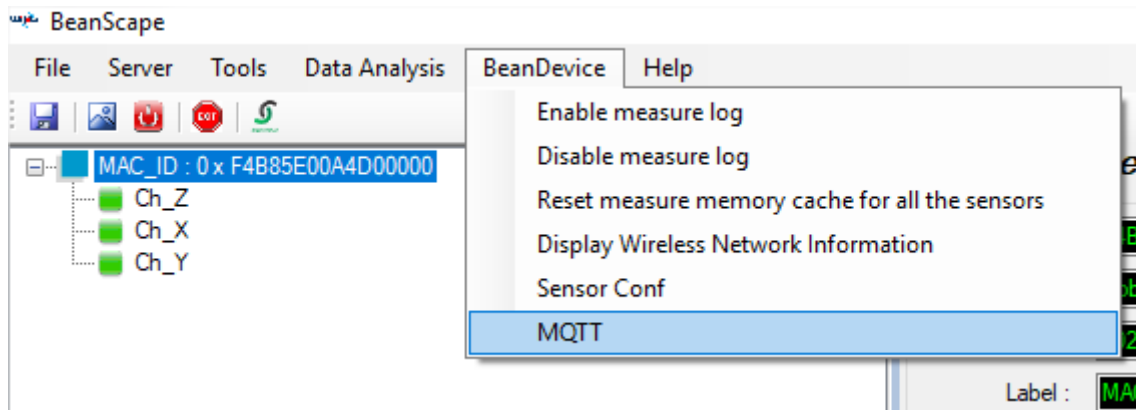 BeanScape
File Server Tools Data Analysis BeanDevice Help
Enable measure log
Disable measure log
Reset measure memory cache for all the sensors
Display Wireless Network Information
Sensor Conf
MQTT
MAC_ID : 0 x F4B85E00A4D00000
Ch_Z
Ch_X
Ch_Y
Label :